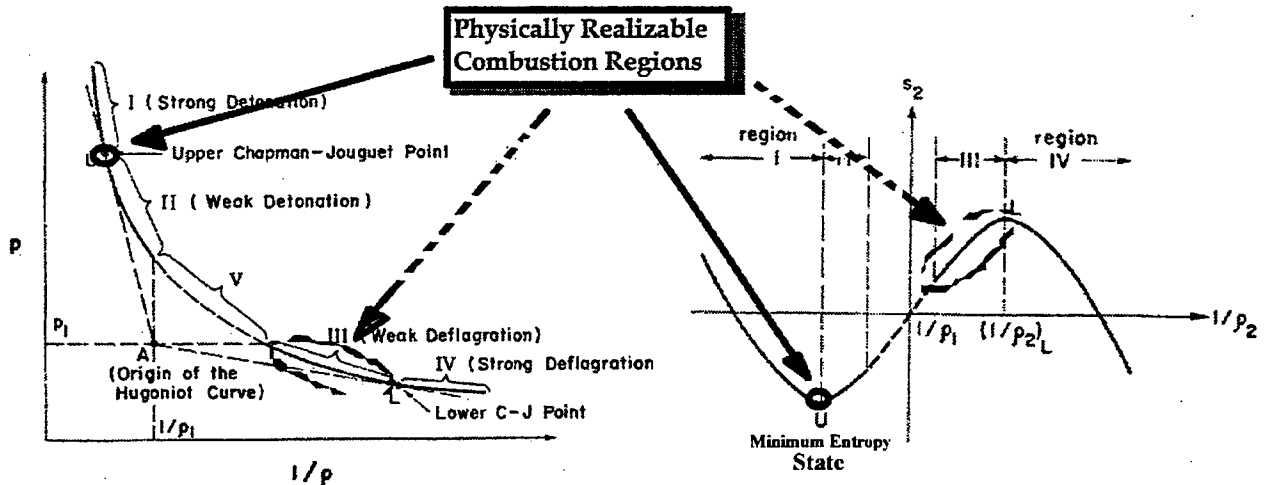 Physically Realizable
Combustion Regions
I (Strong Detonation)
U
Upper Chapman-Jouguet Point
II ( Weak Detonation)
P
V
P₁
A
(Origin of the
Hugoniot Curve)
III (Weak Deflagration)
IV (Strong Deflagration
L
Lower C-J Point
1/ρ₁
1/ρ
s₂
region
I
II
III
region
IV
L
1/ρ₁
(1/ρ₂)L
1/ρ₂
U
Minimum Entropy
State